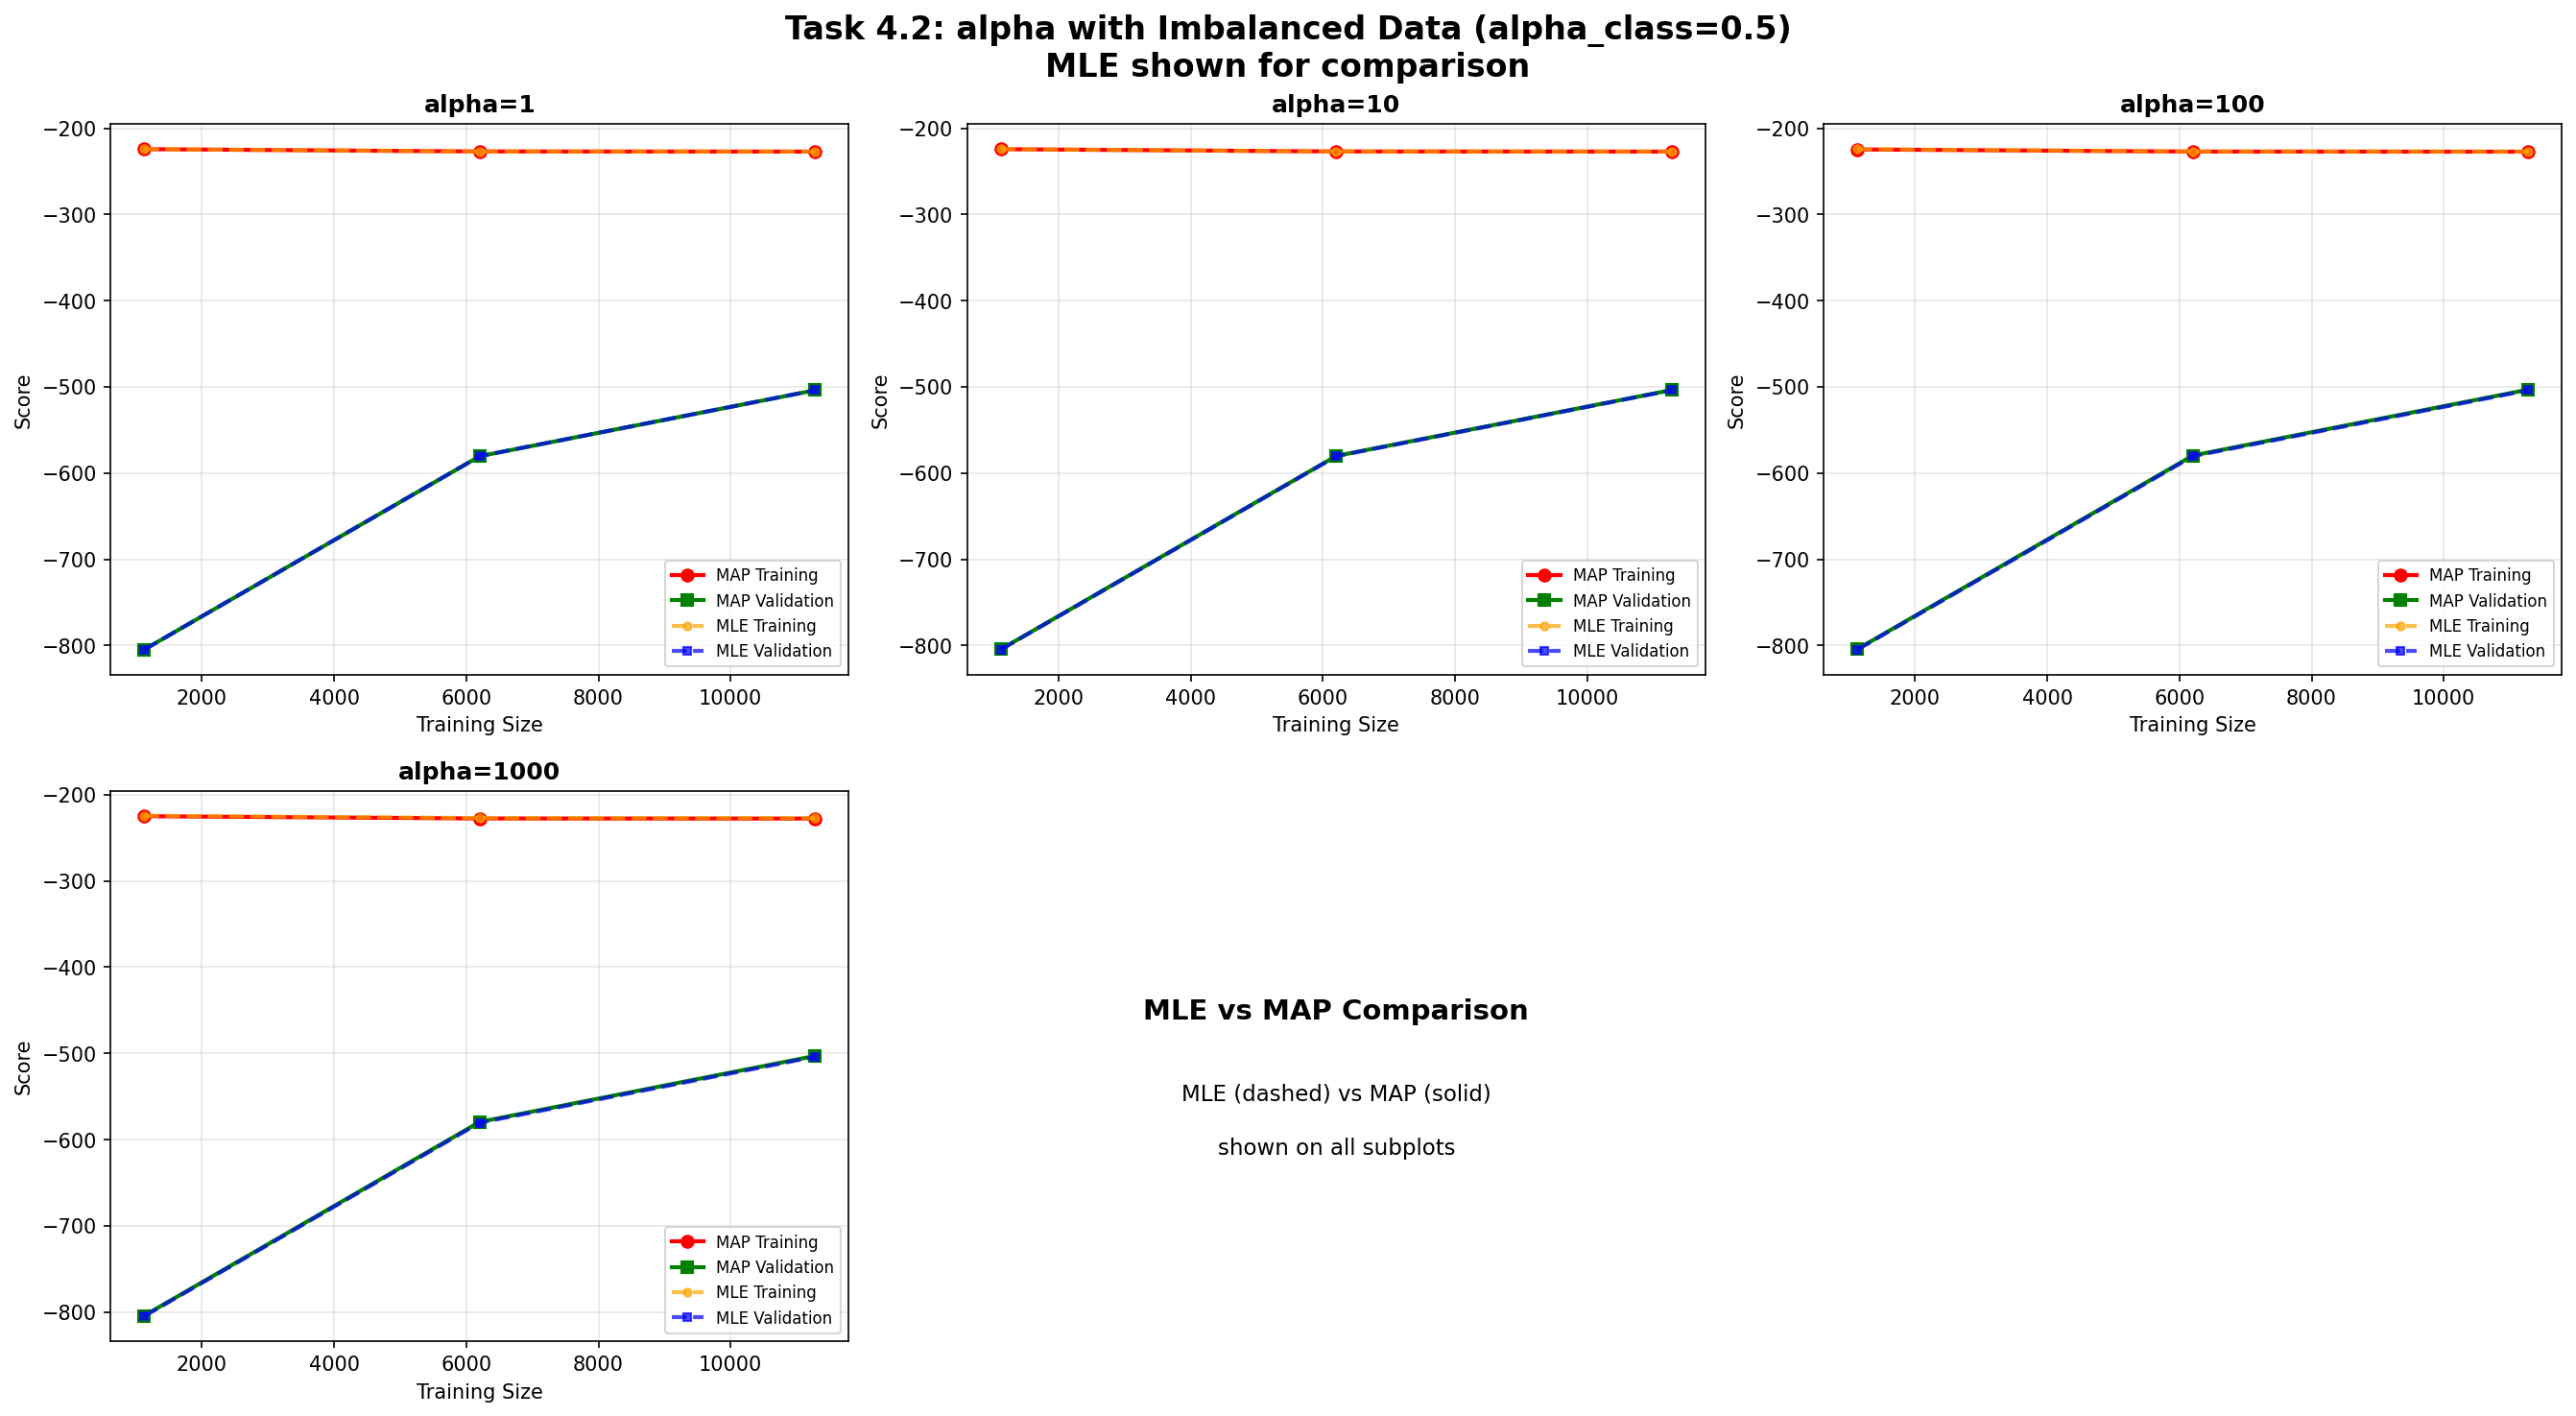 Task 4.2: alpha with Imbalanced Data (alpha_class=0.5)
MLE shown for comparison
alpha=1
−200
−300
−400
−500
−600
−700
−800
Score
2000 4000 6000 8000 10000
Training Size
MAP Training
MAP Validation
MLE Training
MLE Validation
alpha=10
−200
−300
−400
−500
−600
−700
−800
Score
2000 4000 6000 8000 10000
Training Size
MAP Training
MAP Validation
MLE Training
MLE Validation
alpha=100
−200
−300
−400
−500
−600
−700
−800
Score
2000 4000 6000 8000 10000
Training Size
MAP Training
MAP Validation
MLE Training
MLE Validation
alpha=1000
−200
−300
−400
−500
−600
−700
−800
Score
2000 4000 6000 8000 10000
Training Size
MAP Training
MAP Validation
MLE Training
MLE Validation
MLE vs MAP Comparison
MLE (dashed) vs MAP (solid)
shown on all subplots